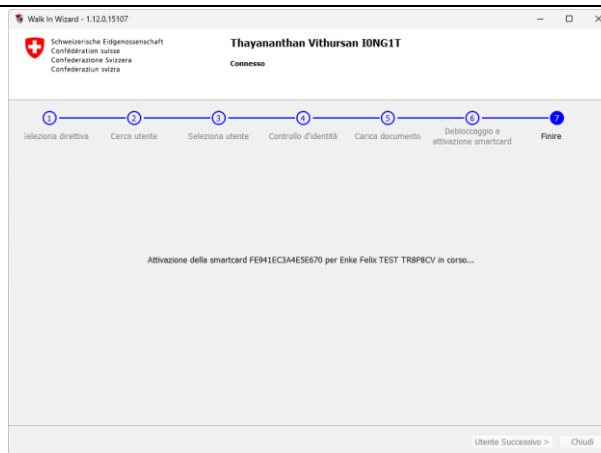 Walk In Wizard - 1.12.0.15107
Schweizerische Eidgenossenschaft
Confédération suisse
Confederazione Svizzera
Confederaziun svizra
Thayananthan Vithursan I0NG1T
Connesso
1 2 3 4 5 6 7
Seleziona direttiva Cerca utente Seleziona utente Controllo d'identità Carica documento Debloccaggio e Finire
attivazione smartcard
Attivazione della smartcard FE941EC3A4E5E670 per Enke Felix TEST TR8P8CV in corso...
Utente Successivo > Chiudi